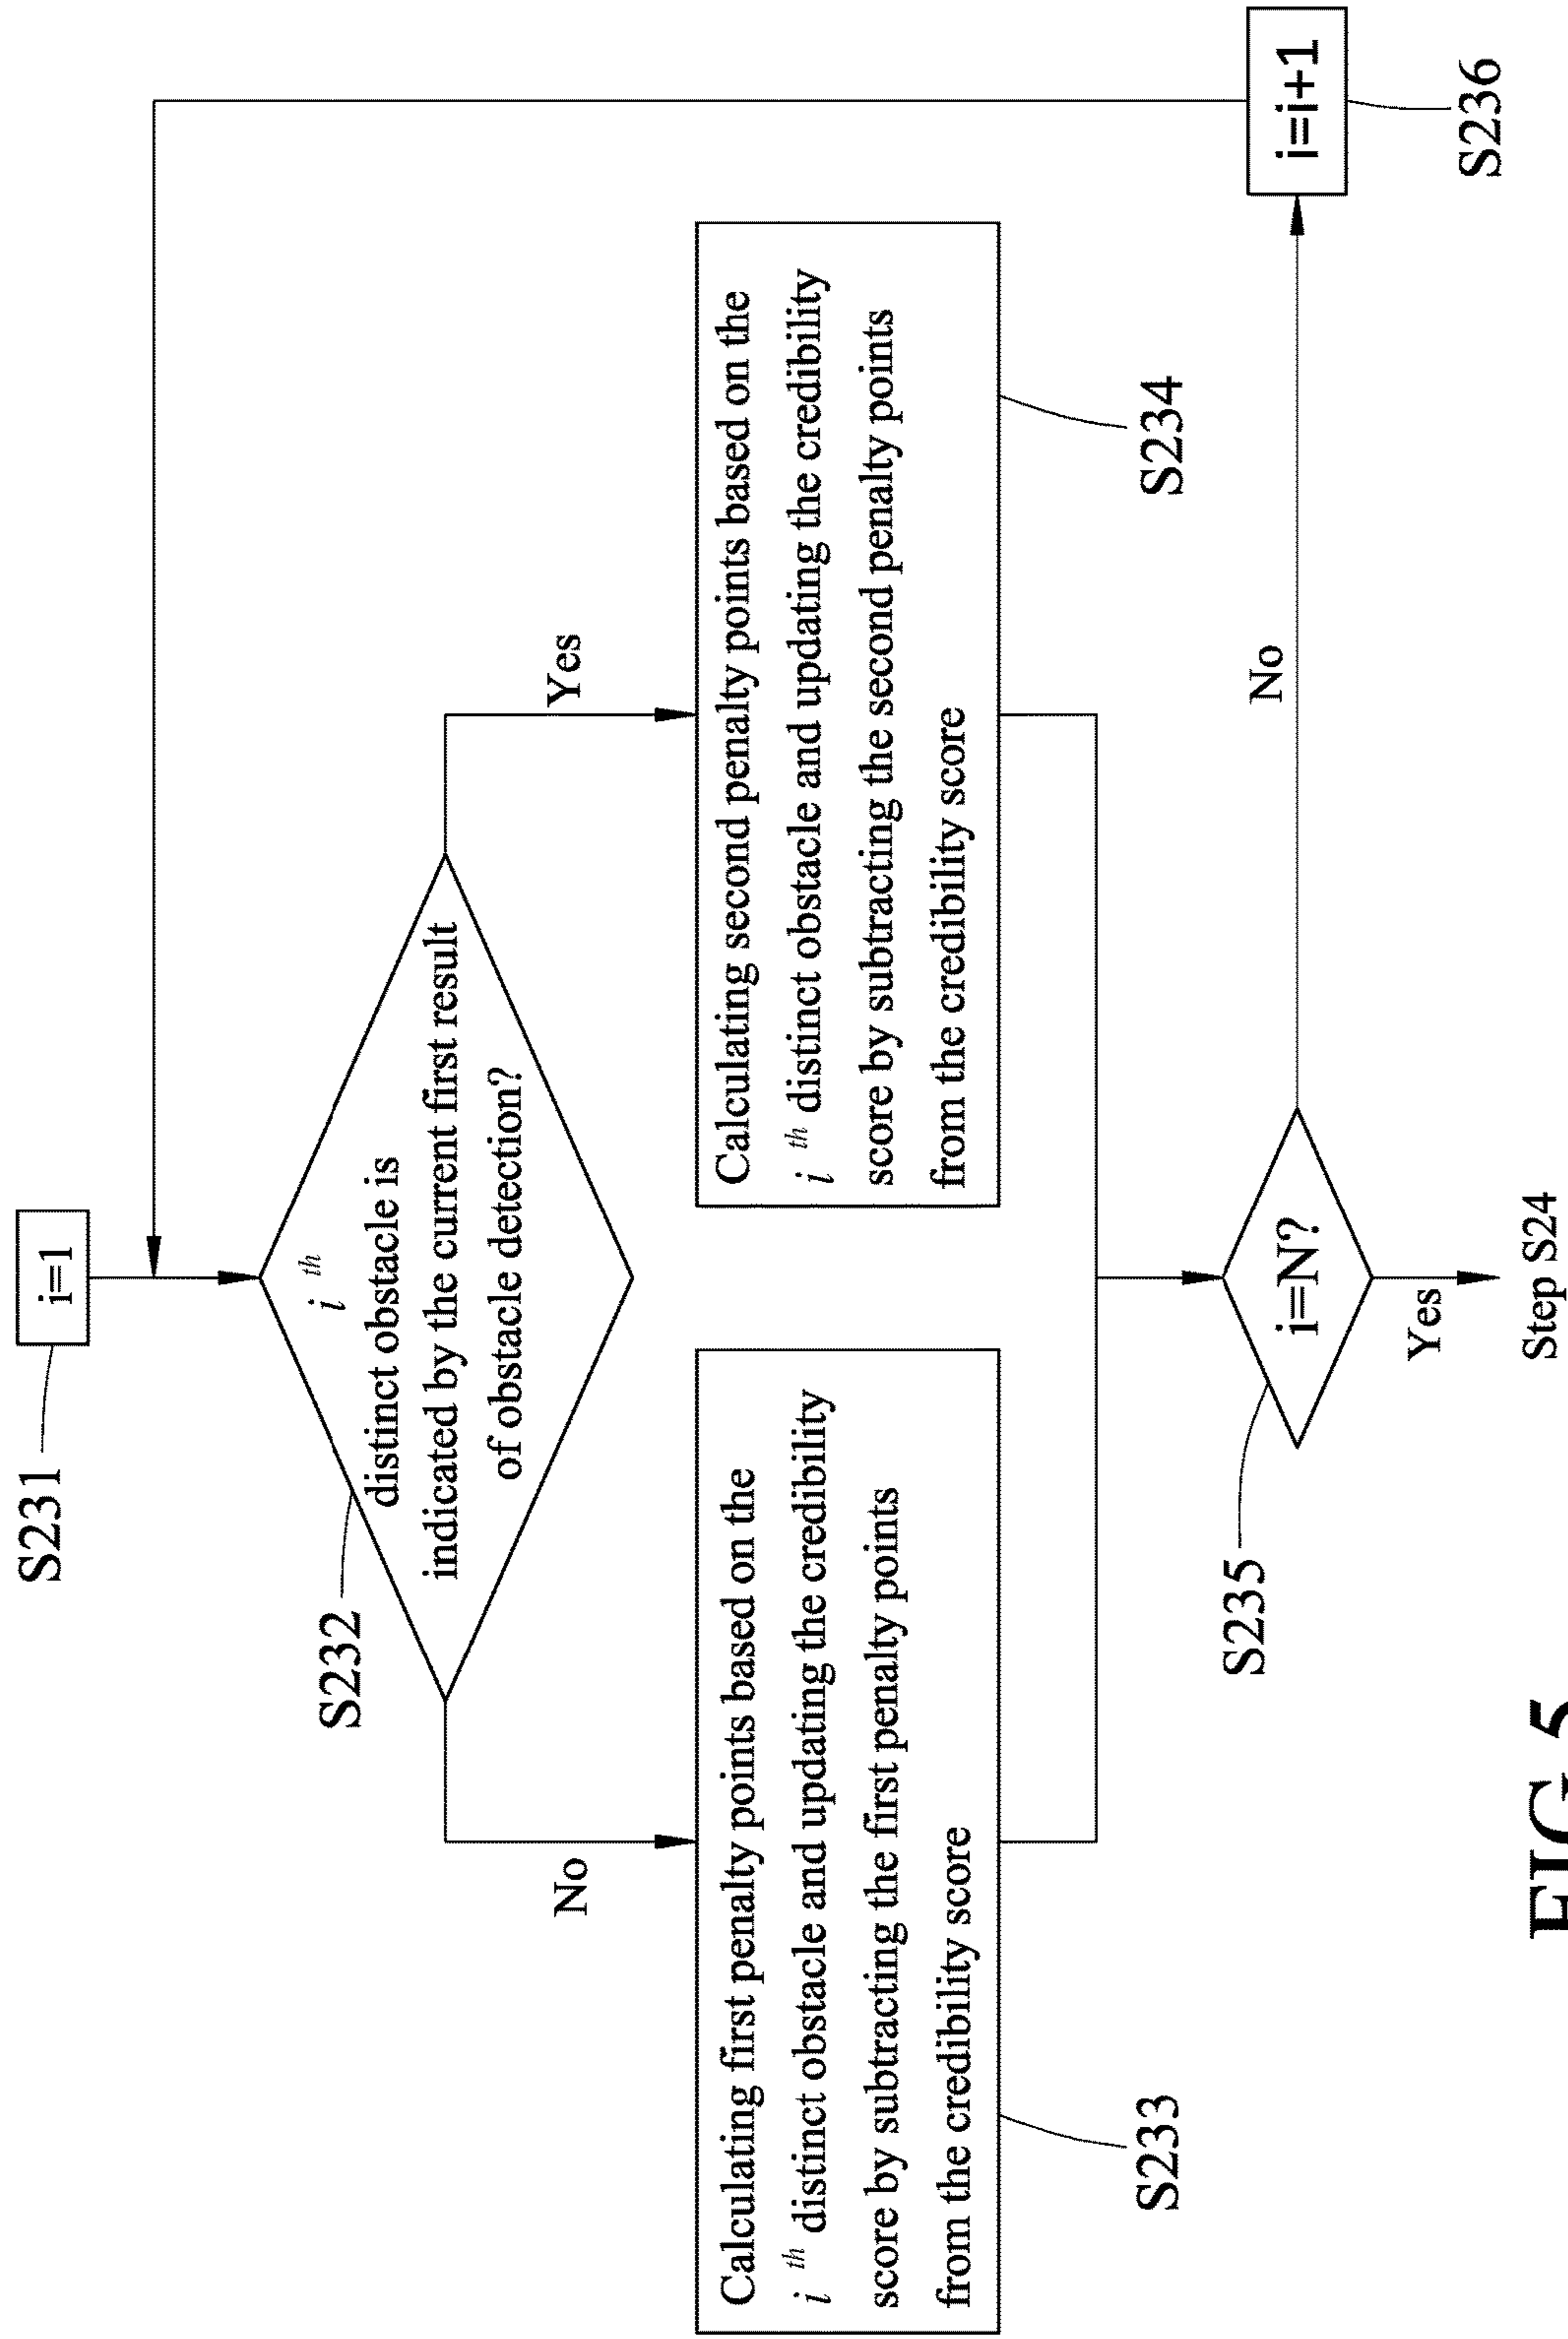 S231
i=1
S232
i th
distinct obstacle is
indicated by the current first result
of obstacle detection?
No
Yes
Calculating first penalty points based on the
i th distinct obstacle and updating the credibility
score by subtracting the first penalty points
from the credibility score
S233
Calculating second penalty points based on the
i th distinct obstacle and updating the credibility
score by subtracting the second penalty points
from the credibility score
S234
S235
i=N?
No
i=i+1
S236
Yes
Step S24
FIG.5